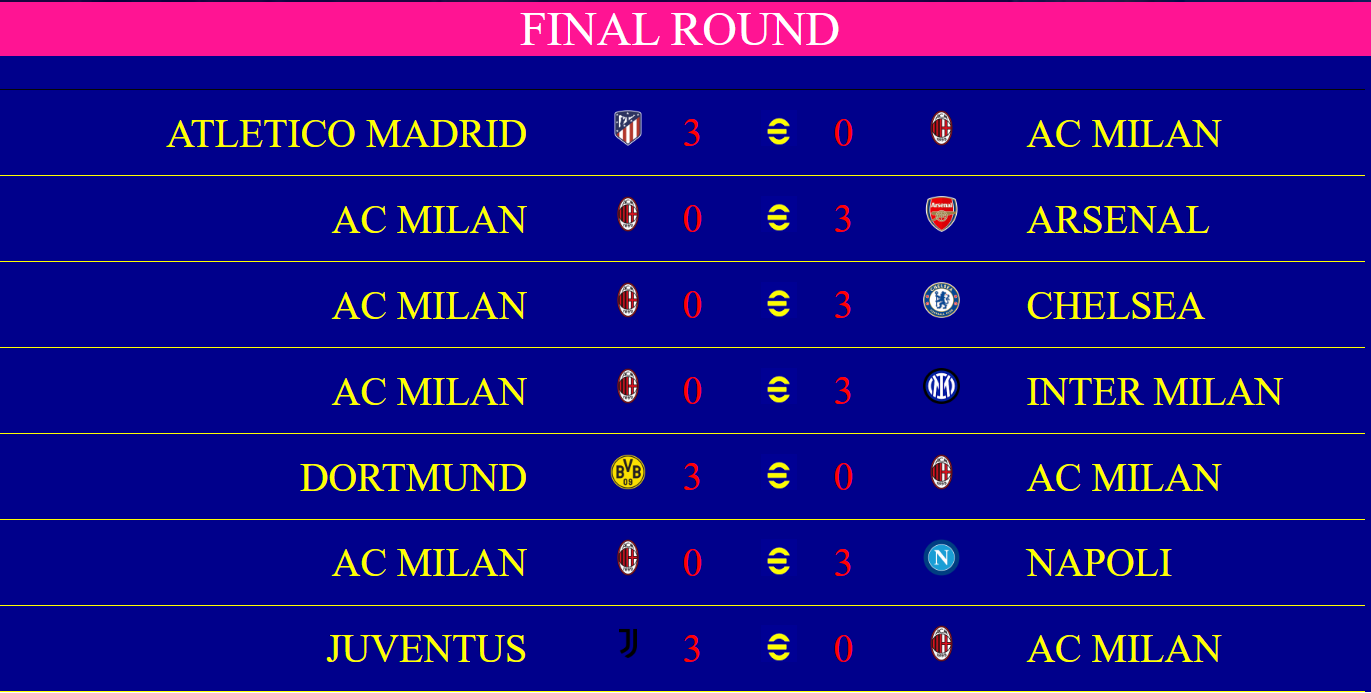 FINAL ROUND
ATLETICO MADRID 3 0 AC MILAN
AC MILAN 0 3 ARSENAL
AC MILAN 0 3 CHELSEA
AC MILAN 0 3 INTER MILAN
DORTMUND 3 0 AC MILAN
AC MILAN 0 3 NAPOLI
JUVENTUS 3 0 AC MILAN